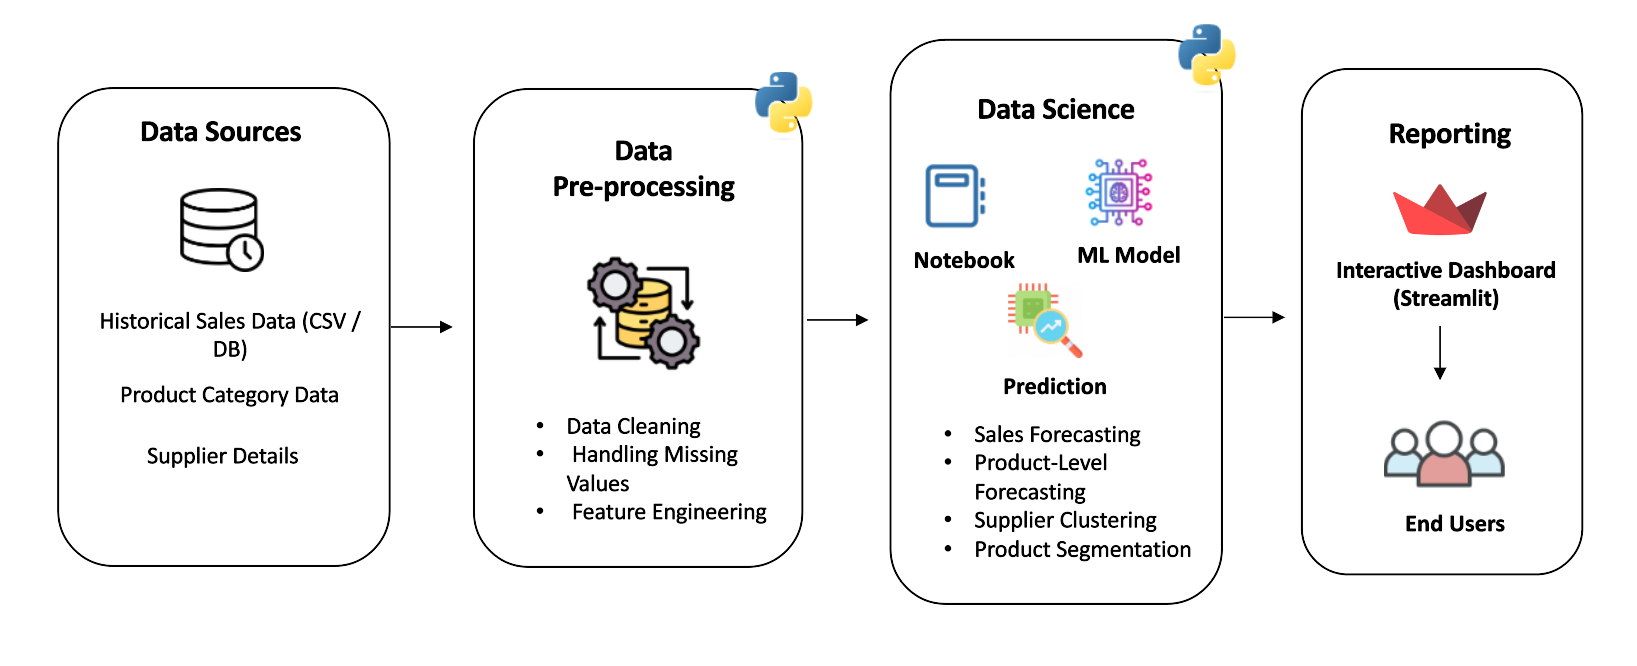 Data Sources
Historical Sales Data (CSV /
DB)
Product Category Data
Supplier Details
Data
Pre-processing
• Data Cleaning
• Handling Missing
Values
• Feature Engineering
Data Science
Notebook
ML Model
Prediction
• Sales Forecasting
• Product-Level
Forecasting
• Supplier Clustering
• Product Segmentation
Reporting
Interactive Dashboard
(Streamlit)
End Users